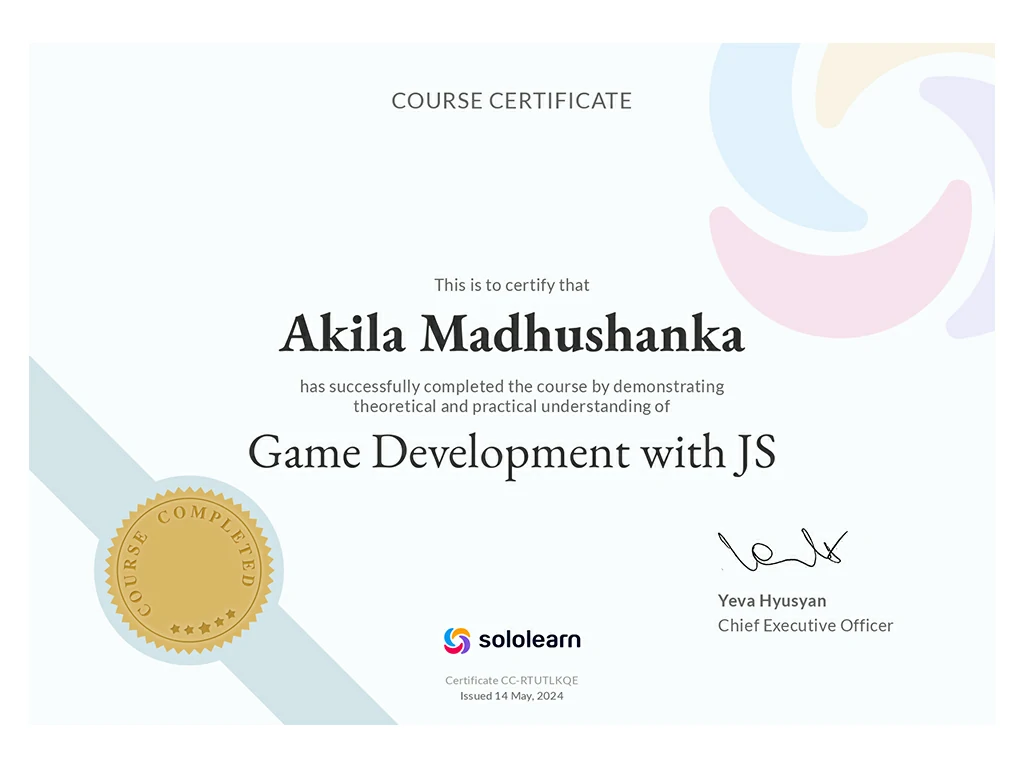 COURSE CERTIFICATE
This is to certify that
Akila Madhushanka
has successfully completed the course by demonstrating
theoretical and practical understanding of
Game Development with JS
COURSE COMPLETED
Yeva Hyusyan
Chief Executive Officer
sololearn
Certificate CC-RTUTLKQE
Issued 14 May, 2024